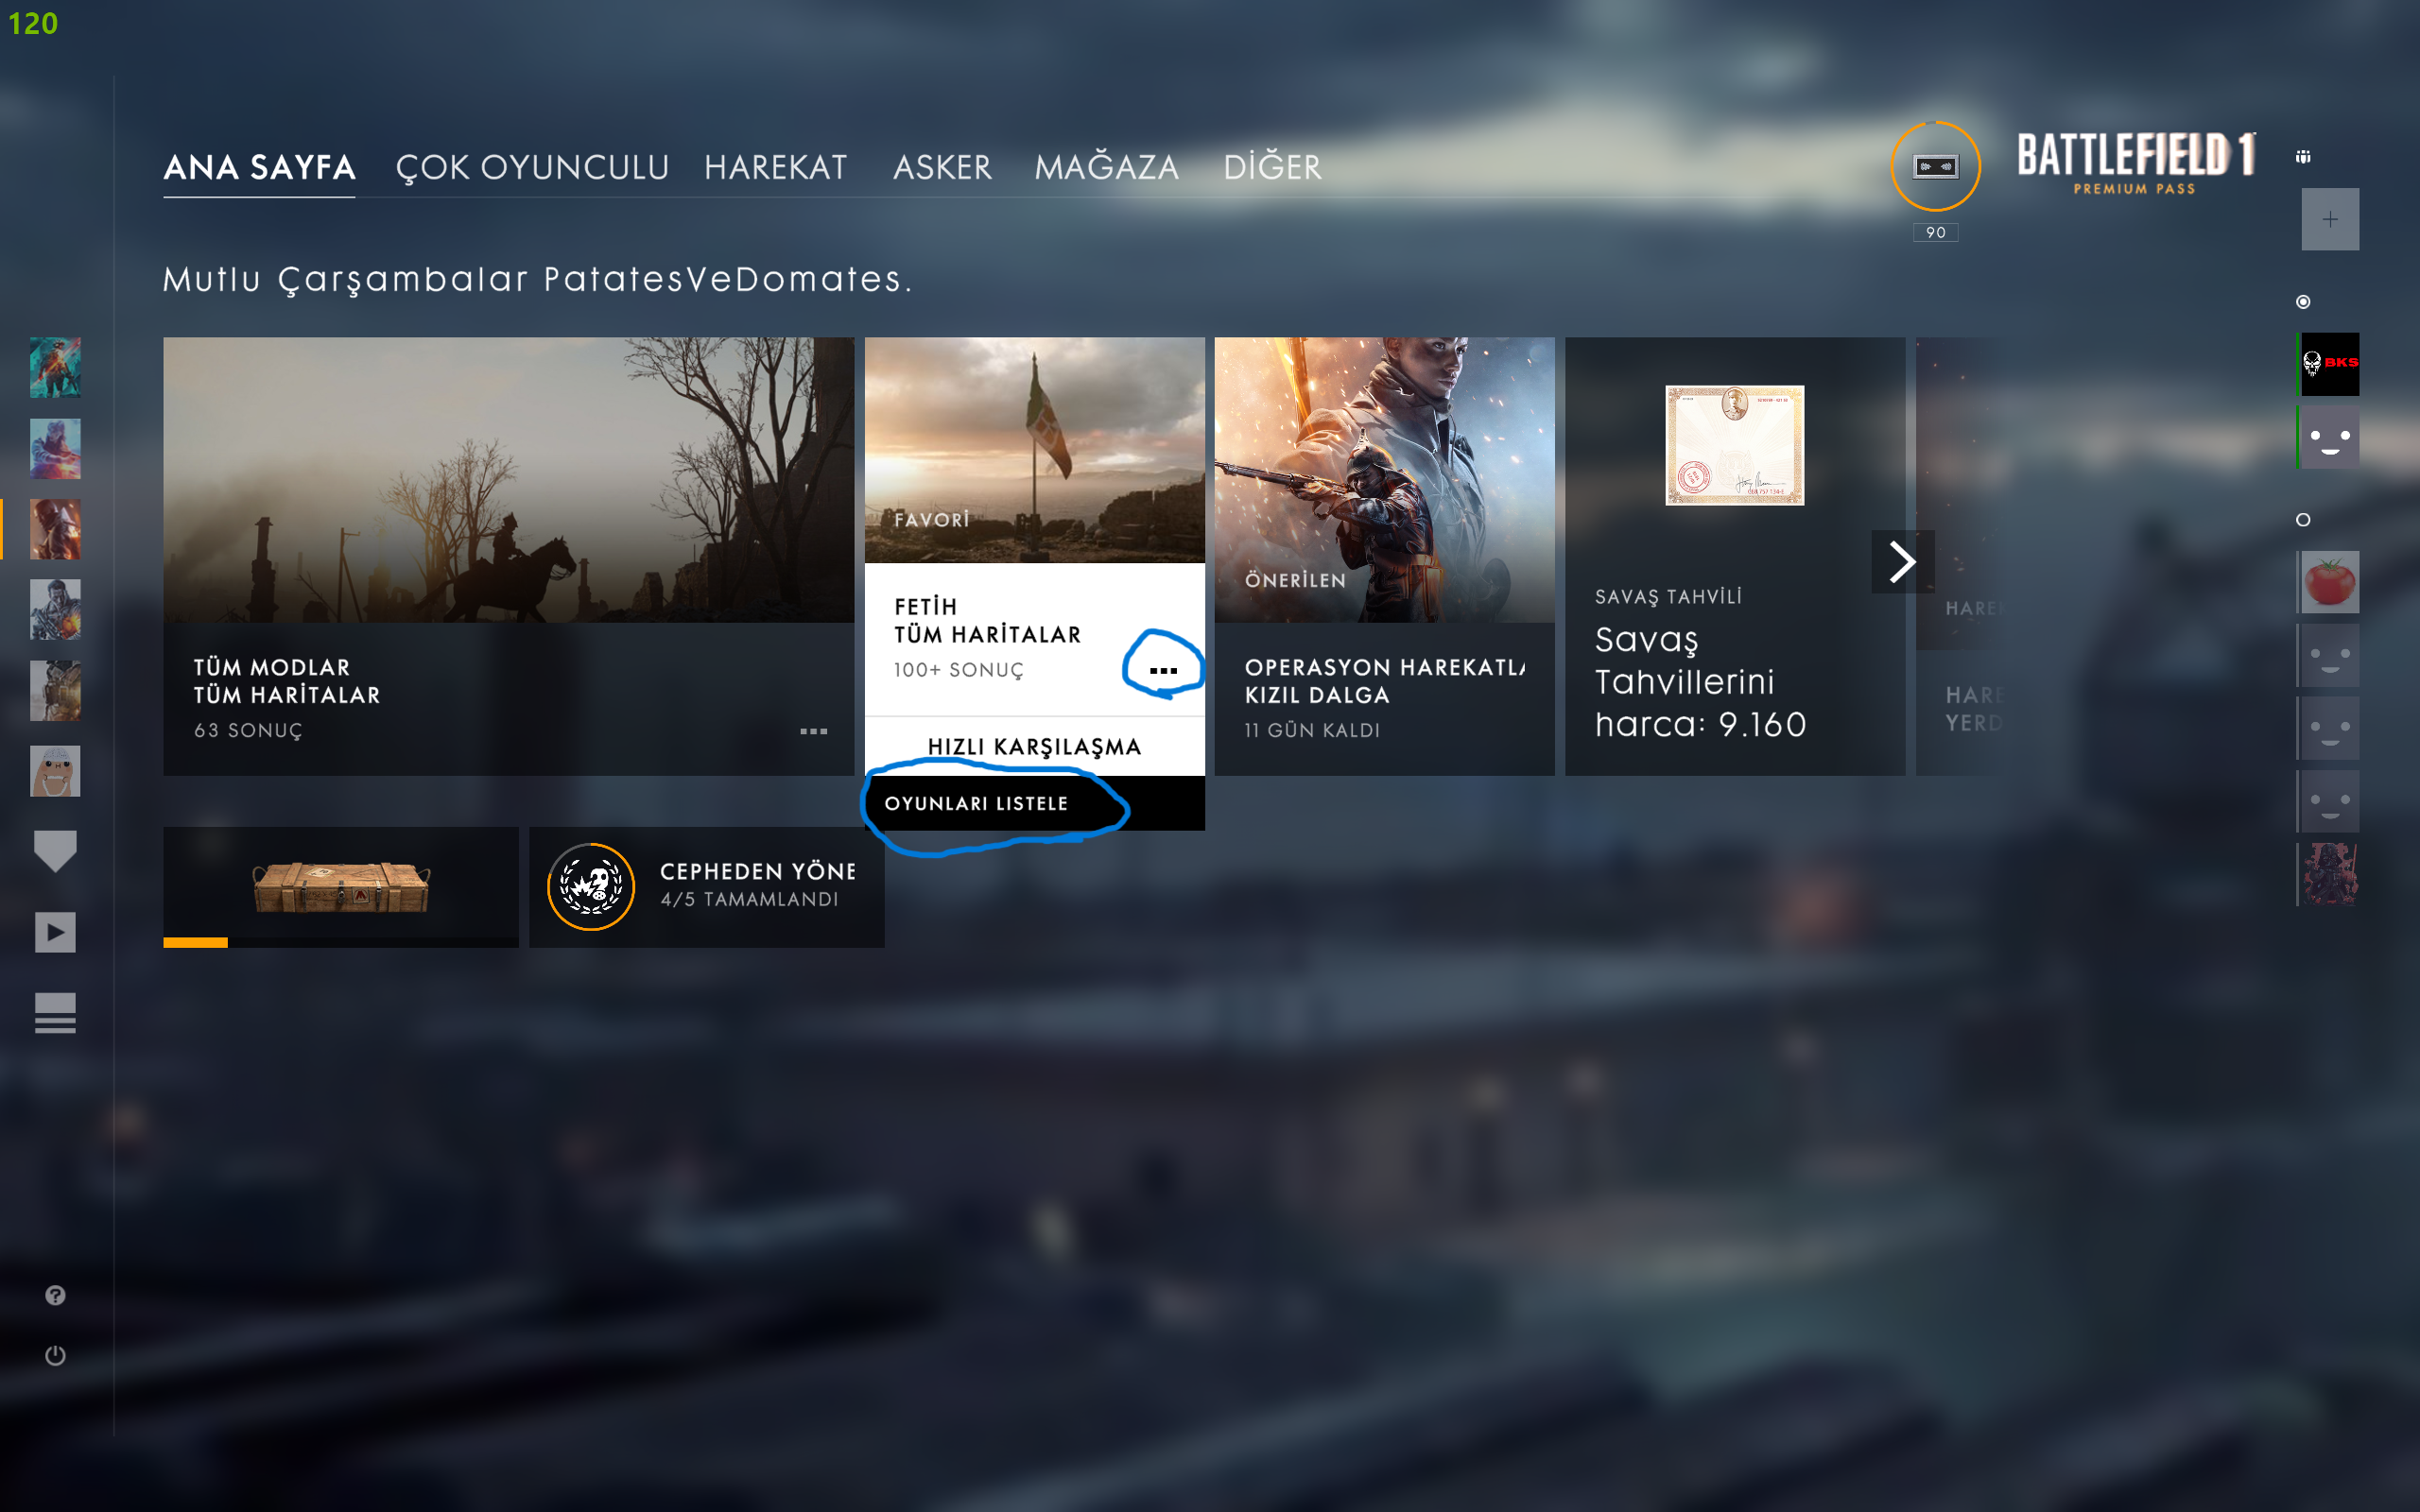 120
ANA SAYFA ÇOK OYUNCULU HAREKAT ASKER MAĞAZA DİĞER
BATTLEFIELD 1
PREMIUM PASS
90
Mutlu Çarşambalar PatatesVeDomates.
TÜM MODLAR
TÜM HARİTALAR
63 SONUÇ
FAVORİ
FETİH
TÜM HARİTALAR
100+ SONUÇ
HIZLI KARŞILAŞMA
OYUNLARI LISTELE
ÖNERİLEN
OPERASYON HAREKATL
KIZIL DALGA
11 GÜN KALDI
SAVAŞ TAHVİLİ
Savaş
Tahvillerini
harca: 9.160
HARE
HARE
YERD
BKS
CEPHEDEN YÖNE
4/5 TAMAMLANDI